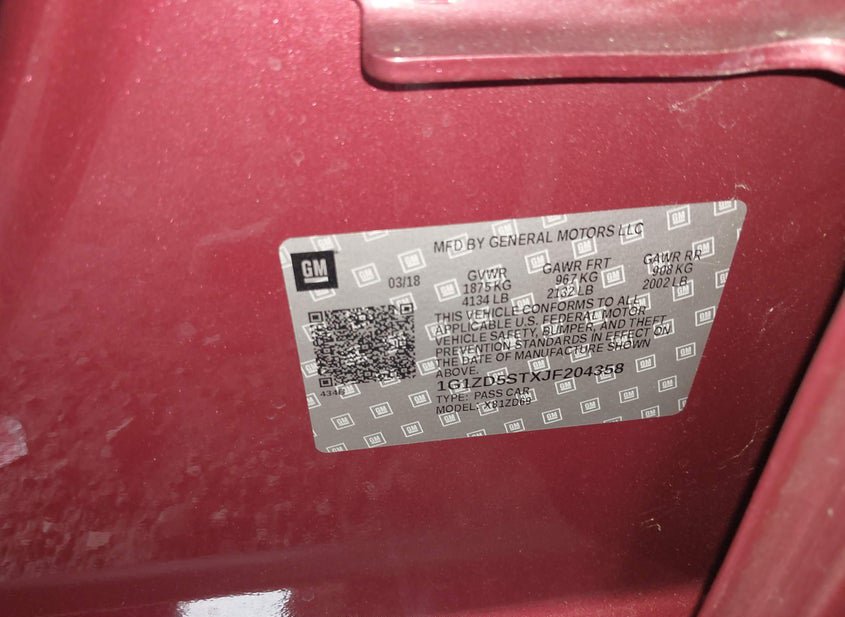 MFD BY GENERAL MOTORS LLC
GM
03/18
GVWR GAWR FRT GAWR RR
1875 KG 967 KG 908 KG
4134 LB 2132 LB 2002 LB
THIS VEHICLE CONFORMS TO ALL
APPLICABLE U.S. FEDERAL MOTOR
VEHICLE SAFETY, BUMPER, AND THEFT
PREVENTION STANDARDS IN EFFECT ON
THE DATE OF MANUFACTURE SHOWN
ABOVE.
1G1ZD5STXJF204358
TYPE: PASS CAR
MODEL: X81ZD69